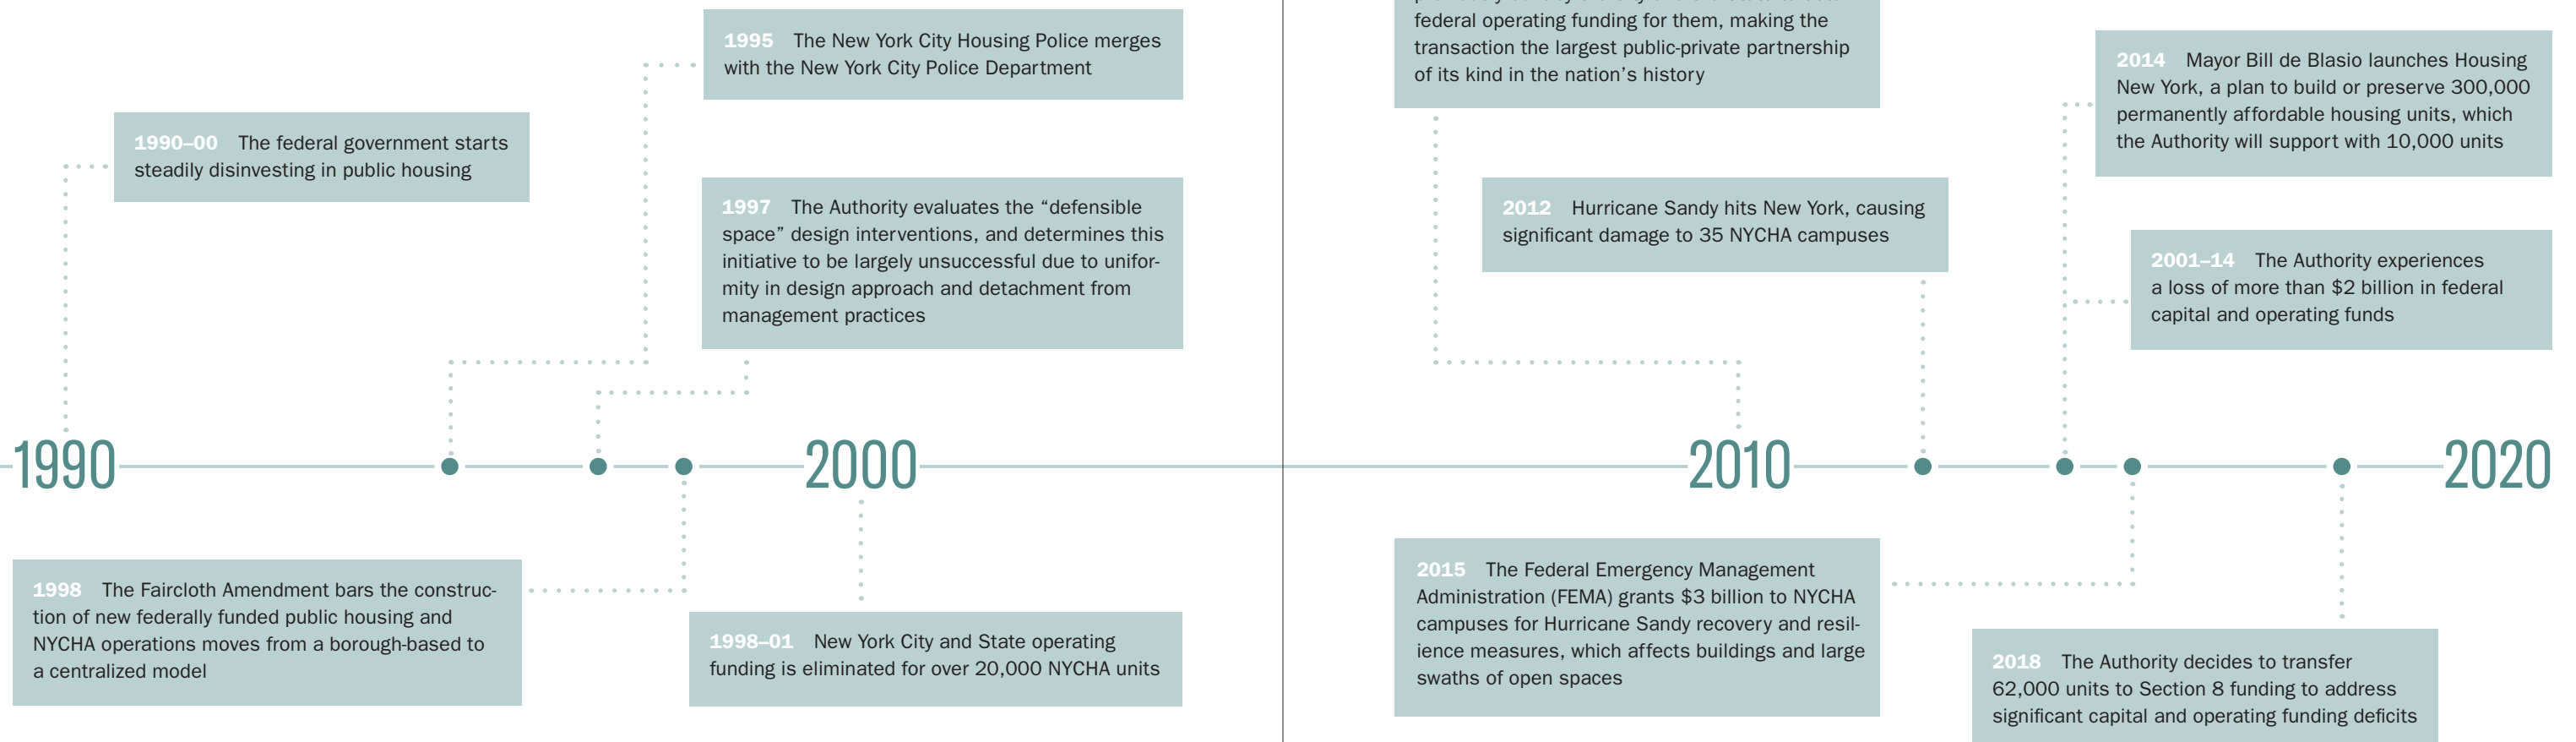 1995 The New York City Housing Police merges
with the New York City Police Department
1990–00 The federal government starts
steadily disinvesting in public housing
1997 The Authority evaluates the “defensible
space” design interventions, and determines this
initiative to be largely unsuccessful due to unifor-
mity in design approach and detachment from
management practices
federal operating funding for them, making the
transaction the largest public-private partnership
of its kind in the nation’s history
2012 Hurricane Sandy hits New York, causing
significant damage to 35 NYCHA campuses
2014 Mayor Bill de Blasio launches Housing
New York, a plan to build or preserve 300,000
permanently affordable housing units, which
the Authority will support with 10,000 units
2001–14 The Authority experiences
a loss of more than $2 billion in federal
capital and operating funds
1990
2000
2010
2020
1998 The Faircloth Amendment bars the construc-
tion of new federally funded public housing and
NYCHA operations moves from a borough-based to
a centralized model
1998–01 New York City and State operating
funding is eliminated for over 20,000 NYCHA units
2015 The Federal Emergency Management
Administration (FEMA) grants $3 billion to NYCHA
campuses for Hurricane Sandy recovery and resil-
ience measures, which affects buildings and large
swaths of open spaces
2018 The Authority decides to transfer
62,000 units to Section 8 funding to address
significant capital and operating funding deficits